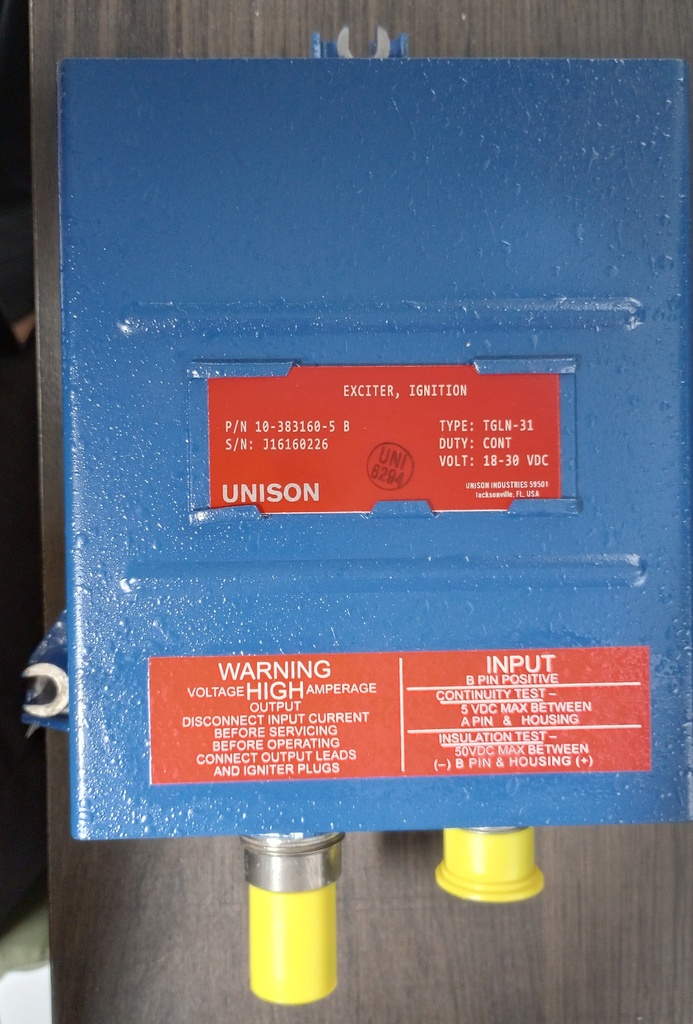 EXCITER, IGNITION
P/N 10-383160-5 B
S/N: J16160226
TYPE: TGLN-31
DUTY: CONT
VOLT: 18-30 VDC
UNI
6294
UNISON
UNISON INDUSTRIES 59501
Jacksonville, FL, USA
WARNING
VOLTAGE HIGH AMPERAGE
OUTPUT
DISCONNECT INPUT CURRENT
BEFORE SERVICING
BEFORE OPERATING
CONNECT OUTPUT LEADS
AND IGNITER PLUGS
INPUT
B PIN POSITIVE
CONTINUITY TEST –
5 VDC MAX BETWEEN
A PIN & HOUSING
INSULATION TEST –
50VDC MAX BETWEEN
(–) B PIN & HOUSING (+)